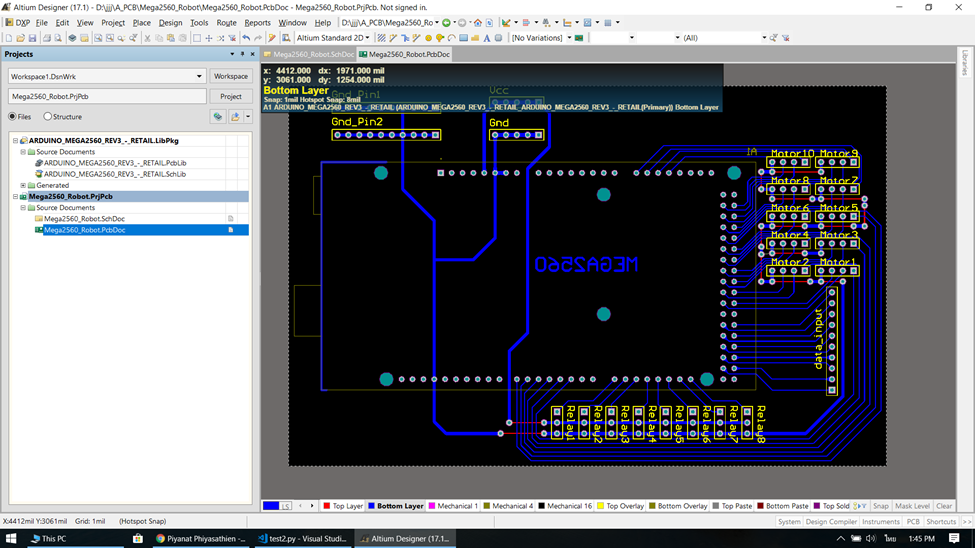 Altium Designer (17.1) - D:\jjj\A_PCB\Mega2560_Robot\Mega2560_Robot.PrjPcb. Not signed in.
DXP File Edit View Project Place Design Tools Route Reports Window Help D:\jjj\A_PCB\Mega2560_Ro
Altium Standard 2D [No Variations] (All)
Projects
Workspace1.DsnWrk Workspace
Mega2560_Robot.PrjPcb Project
Files Structure
ARDUINO_MEGA2560_REV3_-_RETAIL.LibPkg
Source Documents
ARDUINO_MEGA2560_REV3_-_RETAIL.PcbLib
ARDUINO_MEGA2560_REV3_-_RETAIL.SchLib
Generated
Mega2560_Robot.PrjPcb
Source Documents
Mega2560_Robot.SchDoc
Mega2560_Robot.PcbDoc
Mega2560_Robot.SchDoc Mega2560_Robot.PcbDoc
Libraries
x: 4412.000 dx: 1971.000 mil
y: 3061.000 dy: 1254.000 mil
Bottom Layer
Snap: 1mil Hotspot Snap: 8mil
A1 ARDUINO_MEGA2560_REV3_-_RETAIL (ARDUINO_MEGA2560_REV3_-_RETAIL_ARDUINO_MEGA2560_REV3_-_RETAIL(Primary)) Bottom Layer
Gnd_Pin1 Vcc
Gnd_Pin2 Gnd
A1
Motor10 Motor9
Motor8 Motor7
Motor6 Motor5
Motor4 Motor3
Motor2 Motor1
MEGA2560
data_input
Relay1 Relay2 Relay3 Relay4 Relay5 Relay6 Relay7 Relay8
LS Top Layer Bottom Layer Mechanical 1 Mechanical 4 Mechanical 16 Top Overlay Bottom Overlay Top Paste Bottom Paste Top Sold Snap Mask Level Clear
X:4412mil Y:3061mil Grid: 1mil (Hotspot Snap) System Design Compiler Instruments PCB Shortcuts >>
This PC Piyanat Phiyasathien -... test2.py - Visual Studi... Altium Designer (17.1... ไทย 1:45 PM